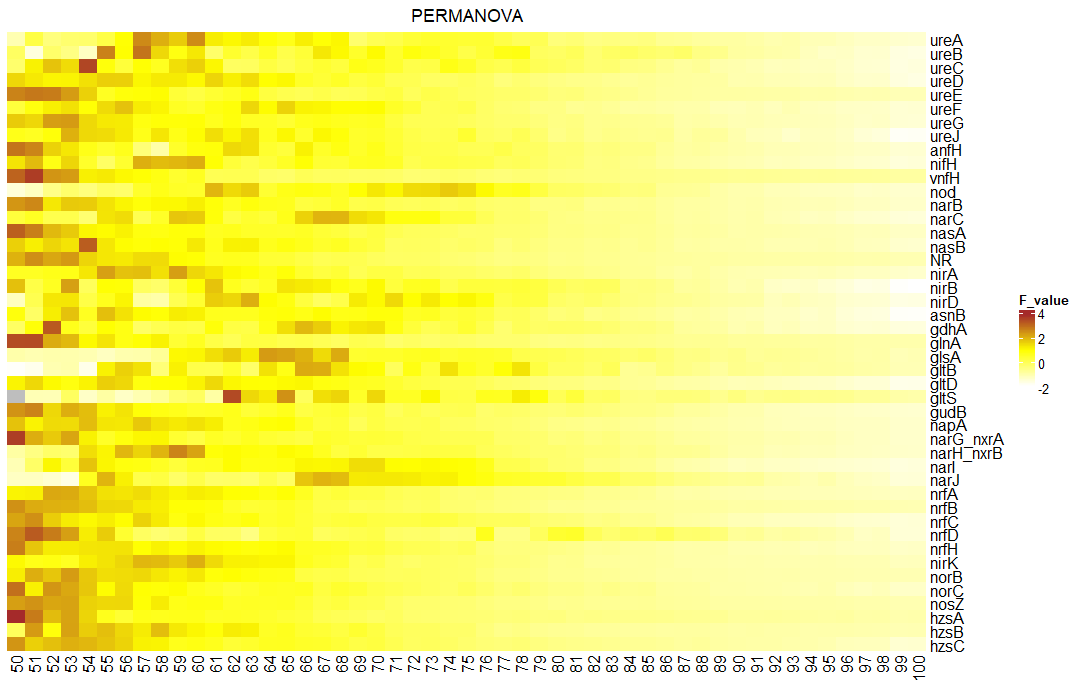 PERMANOVA
ureA
ureB
ureC
ureD
ureE
ureF
ureG
ureJ
anfH
nifH
vnfH
nod
narB
narC
nasA
nasB
NR
nirA
nirB
nirD
asnB
gdhA
glnA
glsA
gltB
gltD
gltS
gudB
napA
narG_nxrA
narH_nxrB
narI
narJ
nrfA
nrfB
nrfC
nrfD
nrfH
nirK
norB
norC
nosZ
hzsA
hzsB
hzsC
F_value
4
2
0
-2
50 51 52 53 54 55 56 57 58 59 60 61 62 63 64 65 66 67 68 69 70 71 72 73 74 75 76 77 78 79 80 81 82 83 84 85 86 87 88 89 90 91 92 93 94 95 96 97 98 99 100